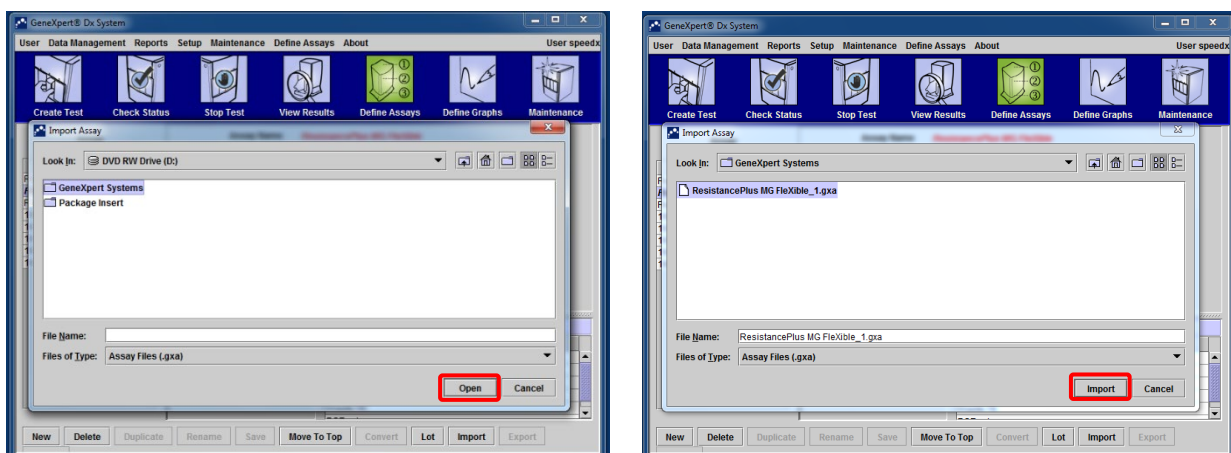 GeneXpert® Dx System
User Data Management Reports Setup Maintenance Define Assays About User speedx
Create Test Check Status Stop Test View Results Define Assays Define Graphs Maintenance
Import Assay
Look In: DVD RW Drive (D:)
GeneXpert Systems
Package Insert
File Name:
Files of Type: Assay Files (.gxa)
Open Cancel
New Delete Duplicate Rename Save Move To Top Convert Lot Import Export
GeneXpert® Dx System
User Data Management Reports Setup Maintenance Define Assays About User speedx
Create Test Check Status Stop Test View Results Define Assays Define Graphs Maintenance
Import Assay
Look In: GeneXpert Systems
ResistancePlus MG FleXible_1.gxa
File Name: ResistancePlus MG FleXible_1.gxa
Files of Type: Assay Files (.gxa)
Import Cancel
New Delete Duplicate Rename Save Move To Top Convert Lot Import Export